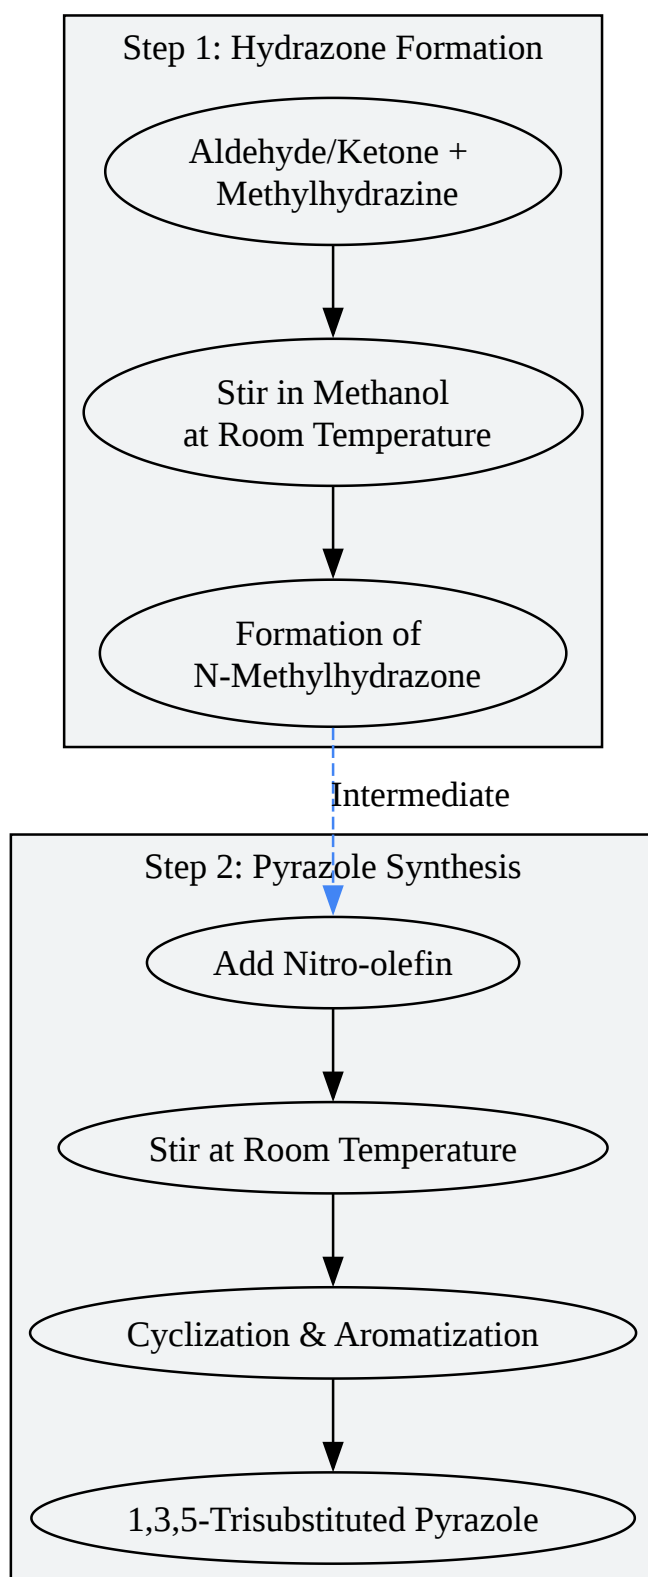 Step 1: Hydrazone Formation
Aldehyde/Ketone +
Methylhydrazine
Stir in Methanol
at Room Temperature
Formation of
N-Methylhydrazone
Intermediate
Step 2: Pyrazole Synthesis
Add Nitro-olefin
Stir at Room Temperature
Cyclization & Aromatization
1,3,5-Trisubstituted Pyrazole